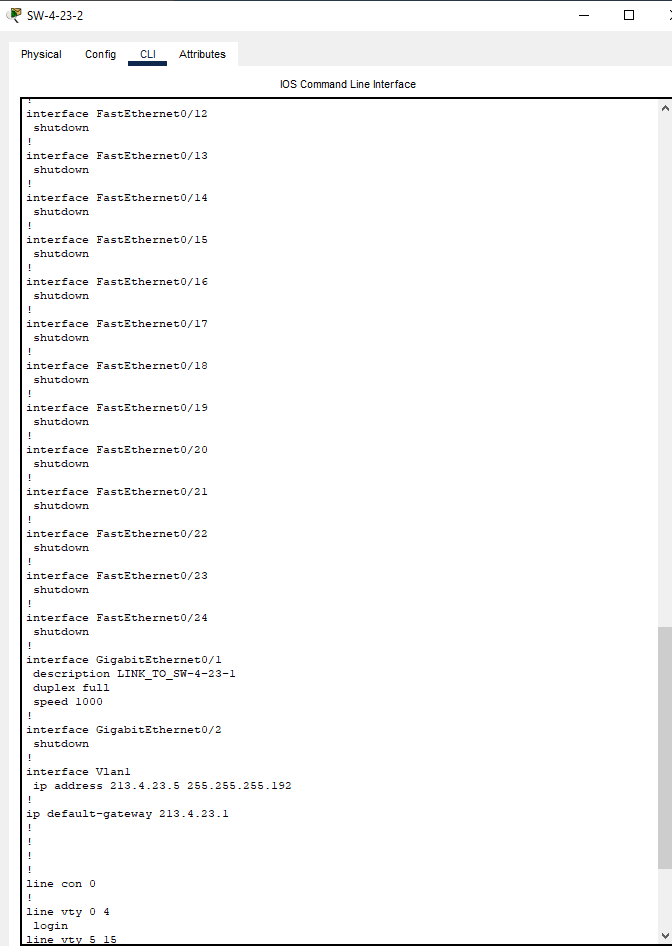 SW-4-23-2
Physical Config CLI Attributes
IOS Command Line Interface
!
interface FastEthernet0/12
 shutdown
!
interface FastEthernet0/13
 shutdown
!
interface FastEthernet0/14
 shutdown
!
interface FastEthernet0/15
 shutdown
!
interface FastEthernet0/16
 shutdown
!
interface FastEthernet0/17
 shutdown
!
interface FastEthernet0/18
 shutdown
!
interface FastEthernet0/19
 shutdown
!
interface FastEthernet0/20
 shutdown
!
interface FastEthernet0/21
 shutdown
!
interface FastEthernet0/22
 shutdown
!
interface FastEthernet0/23
 shutdown
!
interface FastEthernet0/24
 shutdown
!
interface GigabitEthernet0/1
 description LINK_TO_SW-4-23-1
 duplex full
 speed 1000
!
interface GigabitEthernet0/2
 shutdown
!
interface Vlan1
 ip address 213.4.23.5 255.255.255.192
!
ip default-gateway 213.4.23.1
!
!
!
!
line con 0
!
line vty 0 4
 login
line vty 5 15